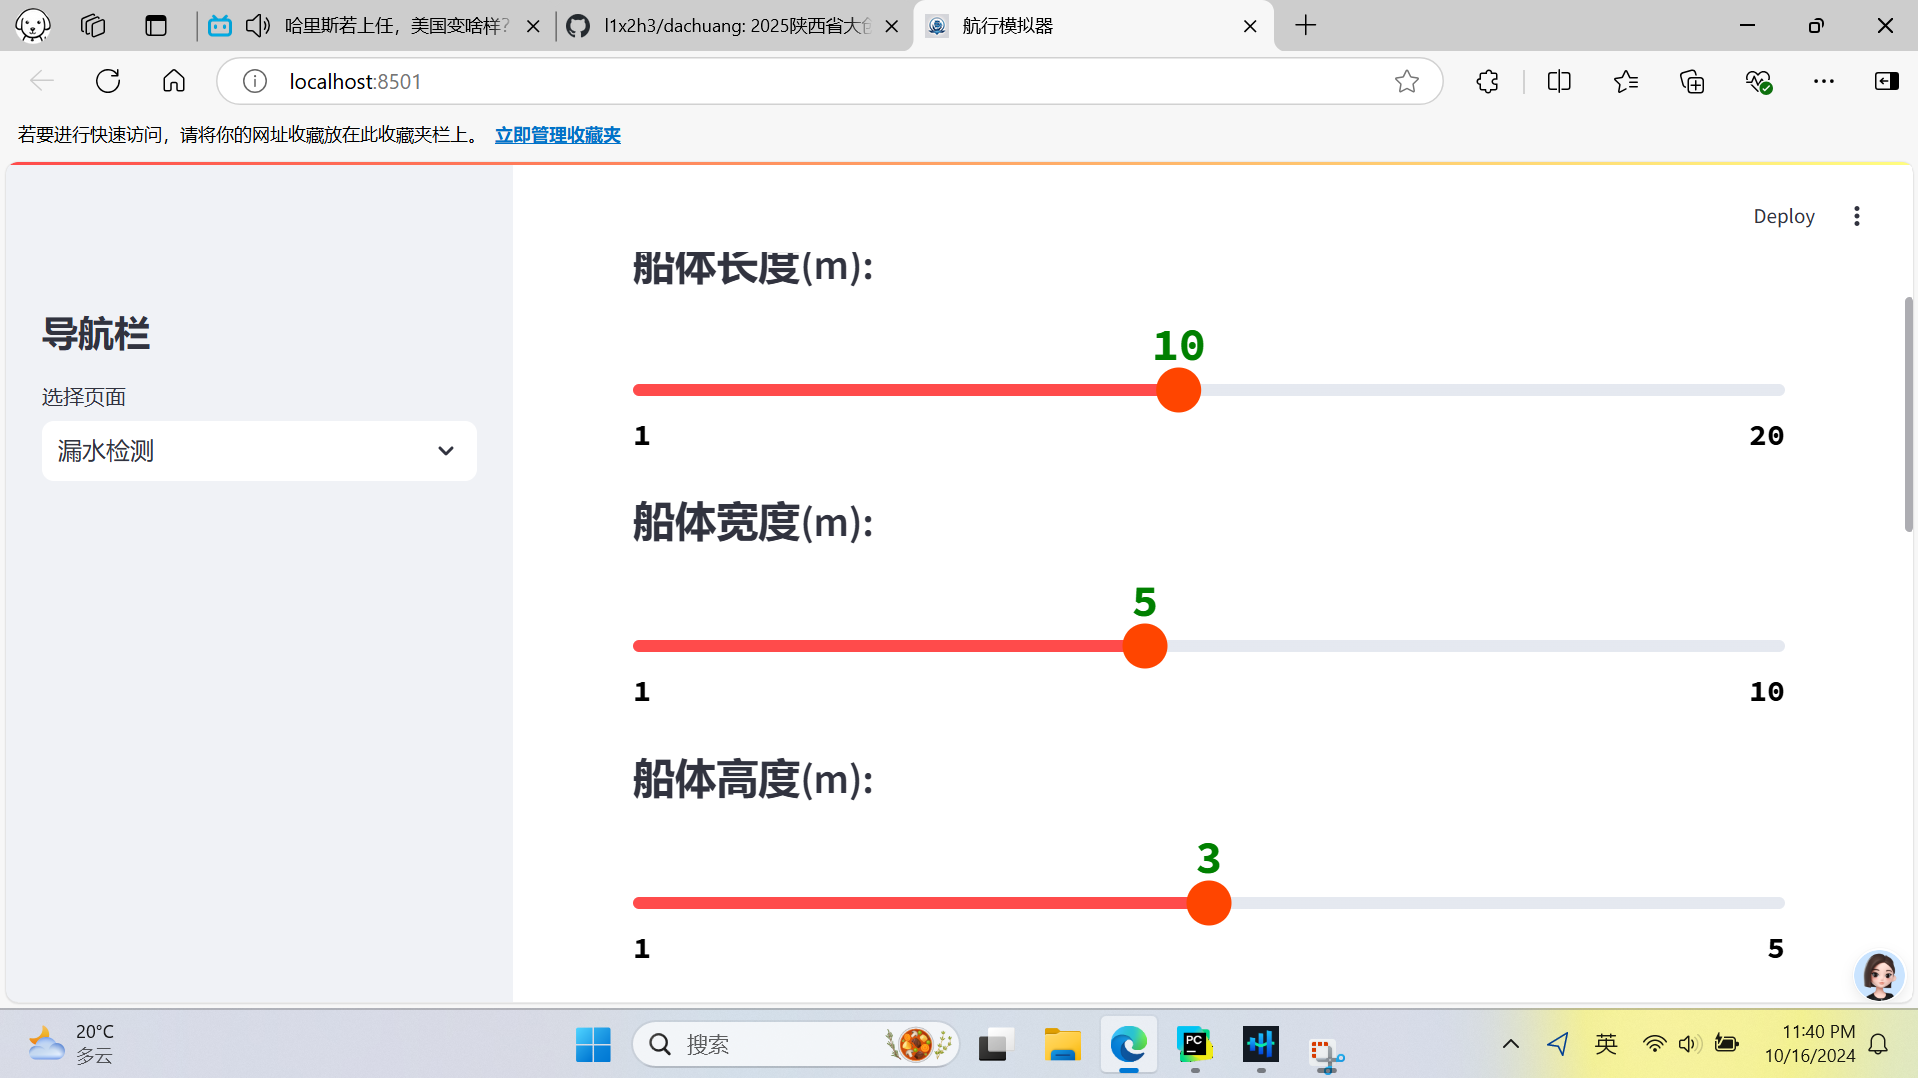 哈里斯若上任，美国变啥样?
l1x2h3/dachuang: 2025陕西省大仓
航行模拟器
localhost:8501
若要进行快速访问，请将你的网址收藏放在此收藏夹栏上。 立即管理收藏夹
Deploy
导航栏
选择页面
漏水检测
船体长度(m):
10
1
20
船体宽度(m):
5
1
10
船体高度(m):
3
1
5
20°C
多云
搜索
PC
英
11:40 PM
10/16/2024